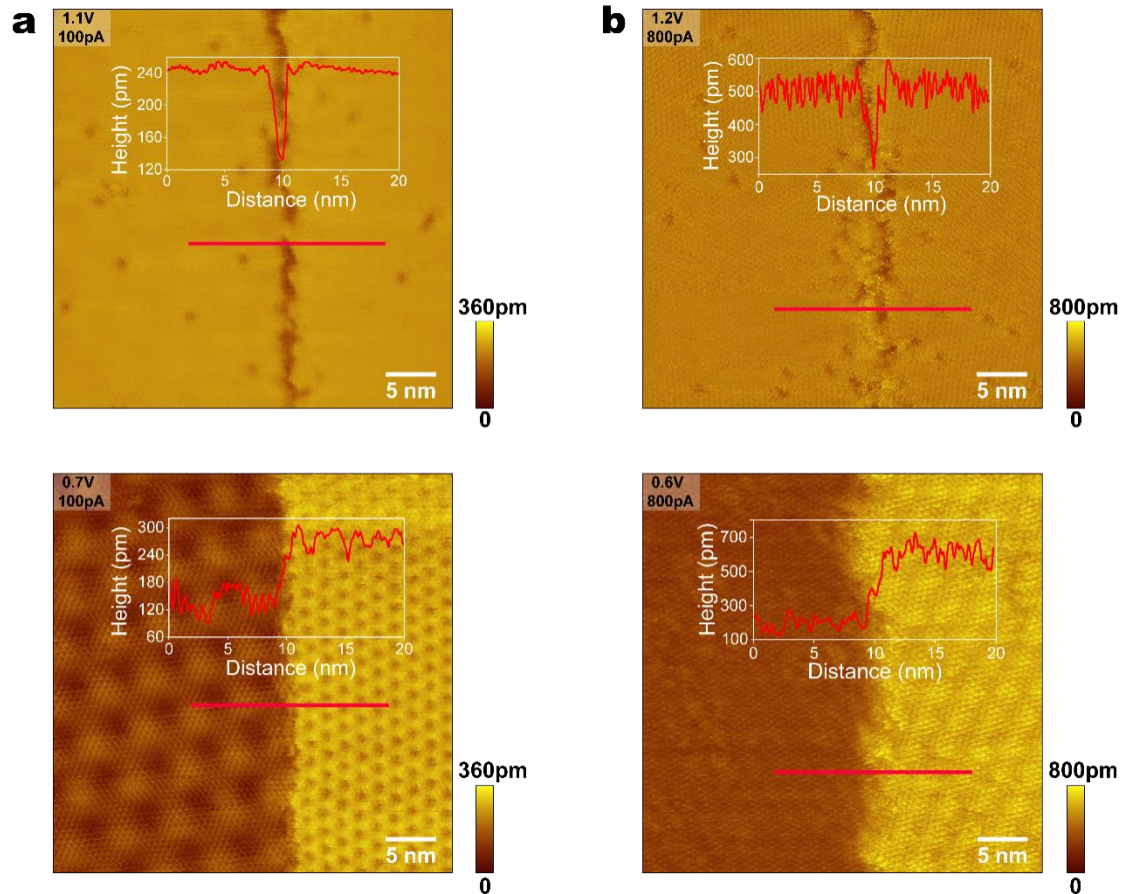 a
1.1V
100pA
Height (pm)
240
200
160
120
0
5
10
15
20
Distance (nm)
360pm
0
5 nm
b
1.2V
800pA
Height (pm)
600
500
400
300
0
5
10
15
20
Distance (nm)
800pm
0
5 nm
0.7V
100pA
Height (pm)
300
240
180
120
60
0
5
10
15
20
Distance (nm)
360pm
0
5 nm
0.6V
800pA
Height (pm)
700
500
300
100
0
5
10
15
20
Distance (nm)
800pm
0
5 nm